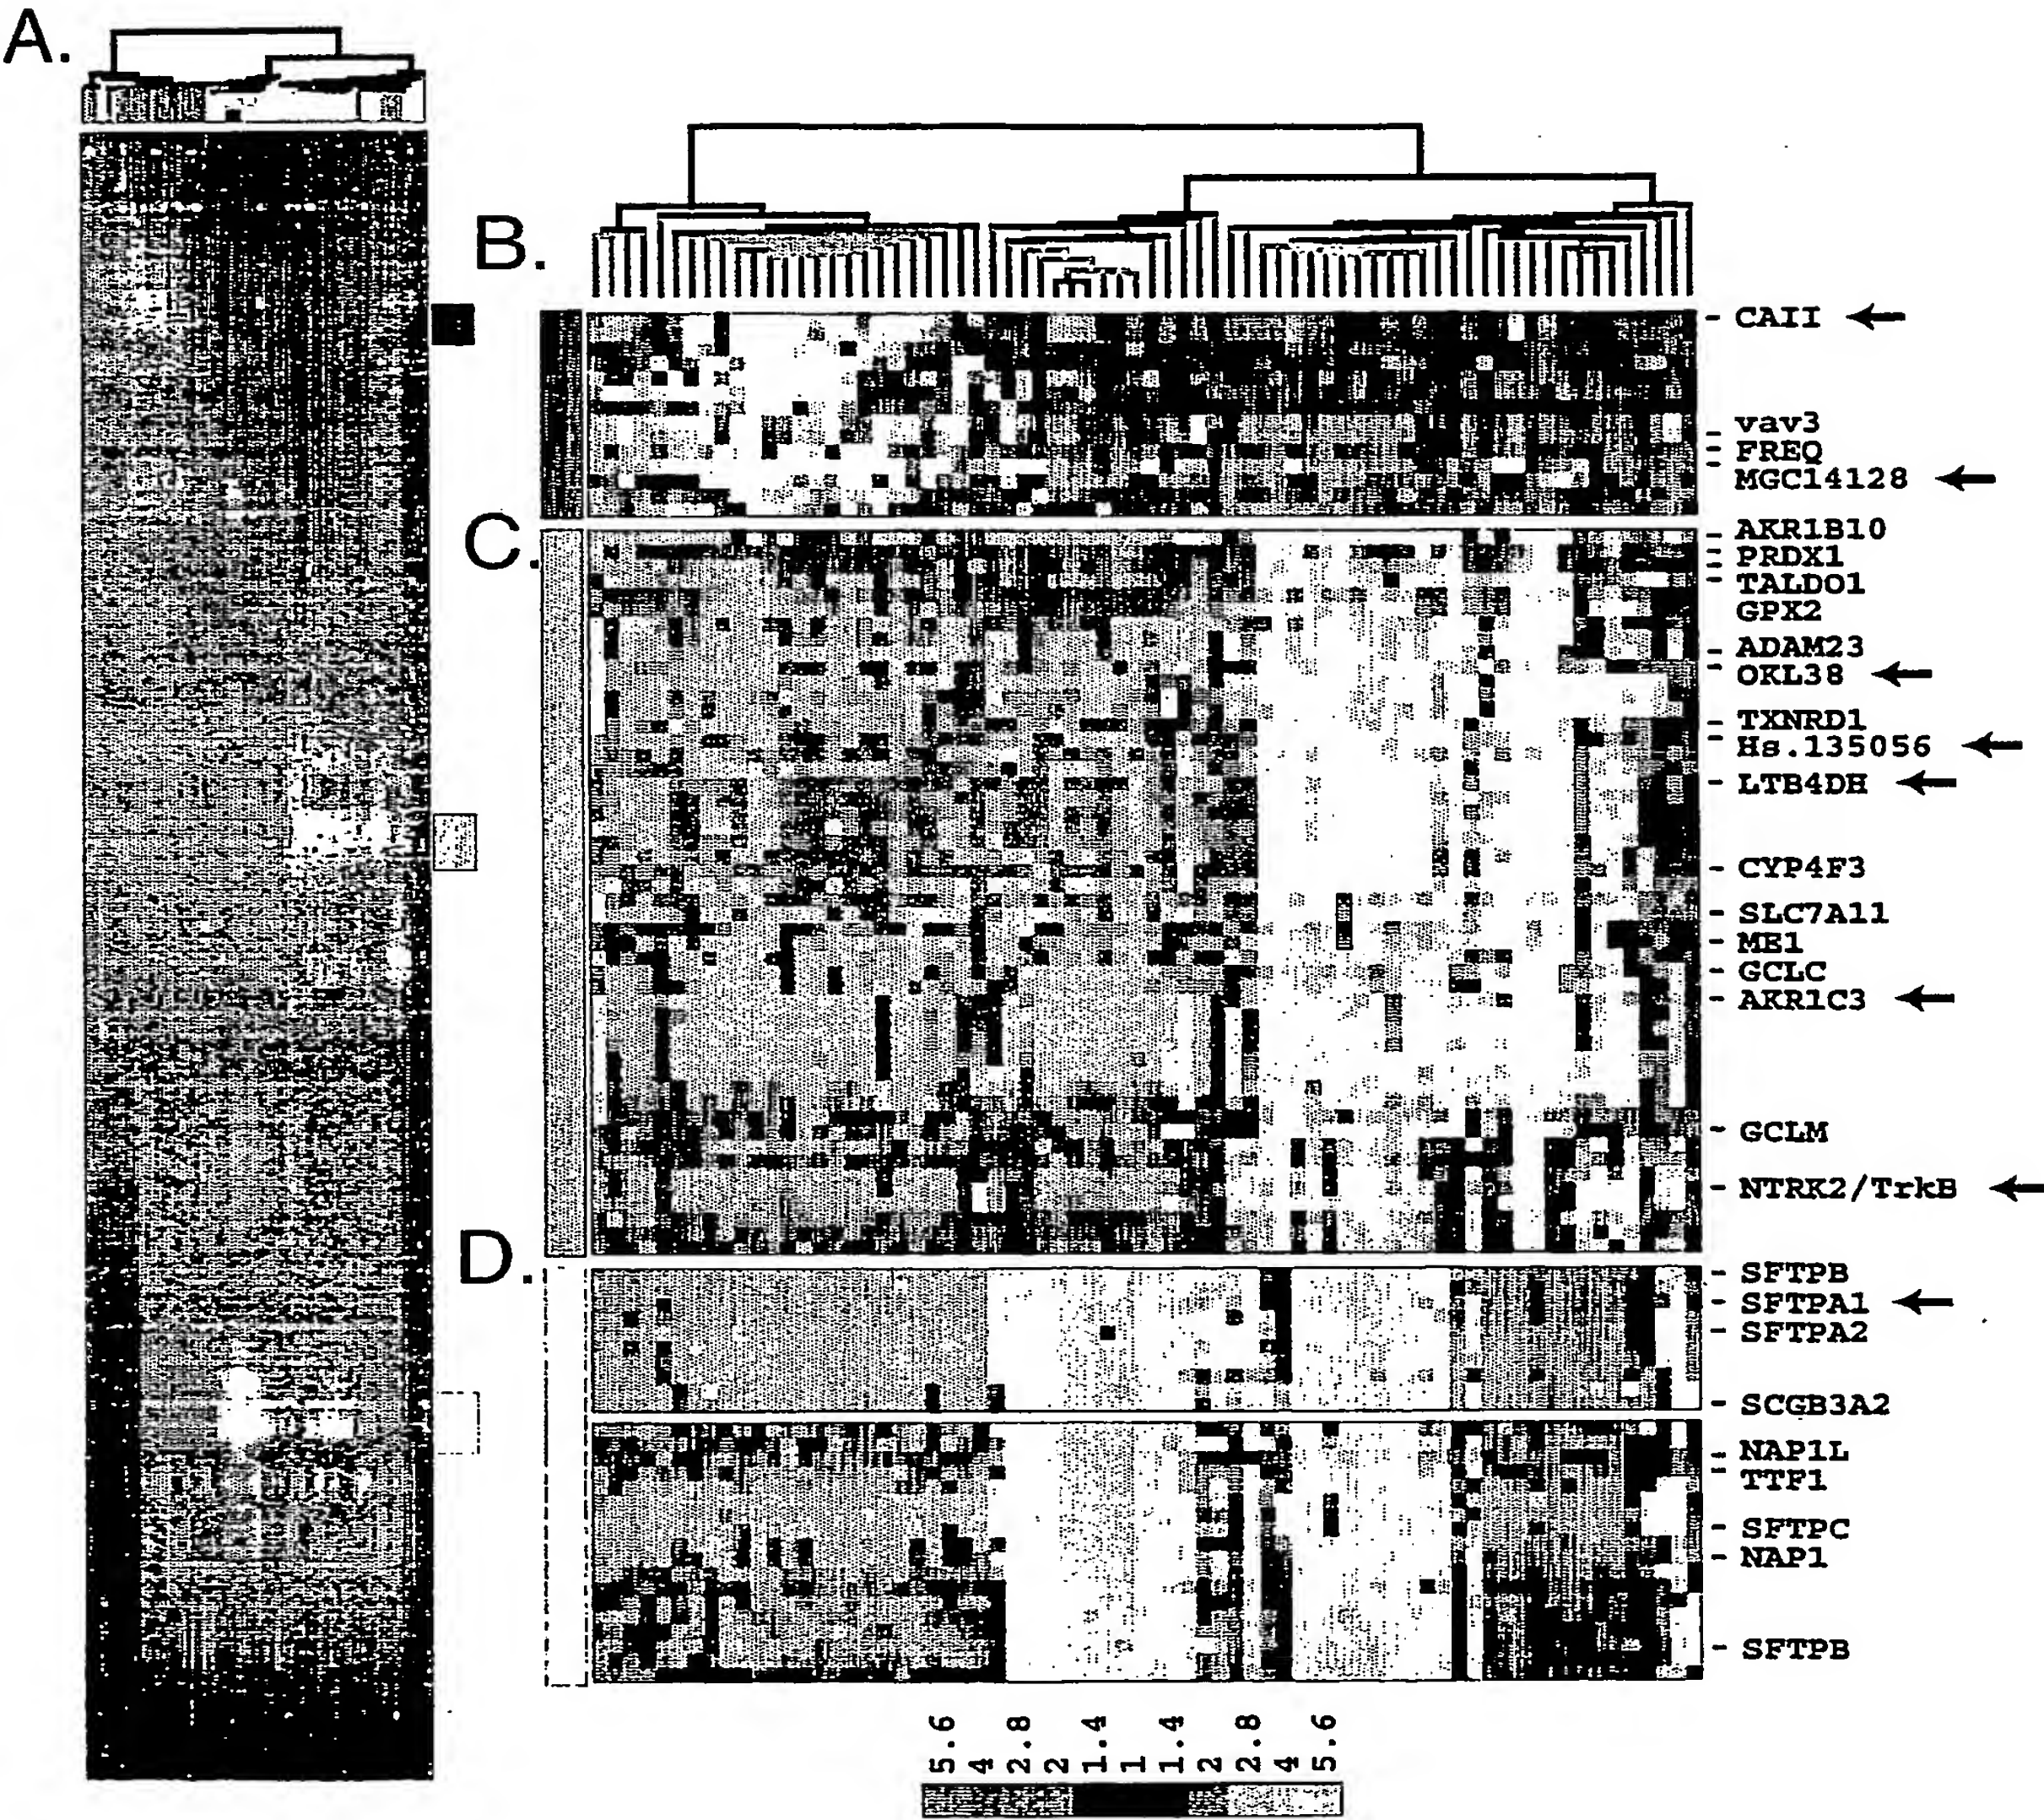 A.
B.
CAII
vav3
FREQ
MGC14128
C.
AKR1B10
PRDX1
TALDO1
GPX2
ADAM23
OKL38
TXNRD1
Hs.135056
LTB4DH
CYP4F3
SLC7A11
ME1
GCLC
AKR1C3
GCLM
NTRK2/TrkB
D.
SFTPB
SFTPA1
SFTPA2
SCGB3A2
NAP1L
TTF1
SFTPC
NAP1
SFTPB
5.6
4
2.8
2
1.4
1
1.4
2
2.8
4
5.6